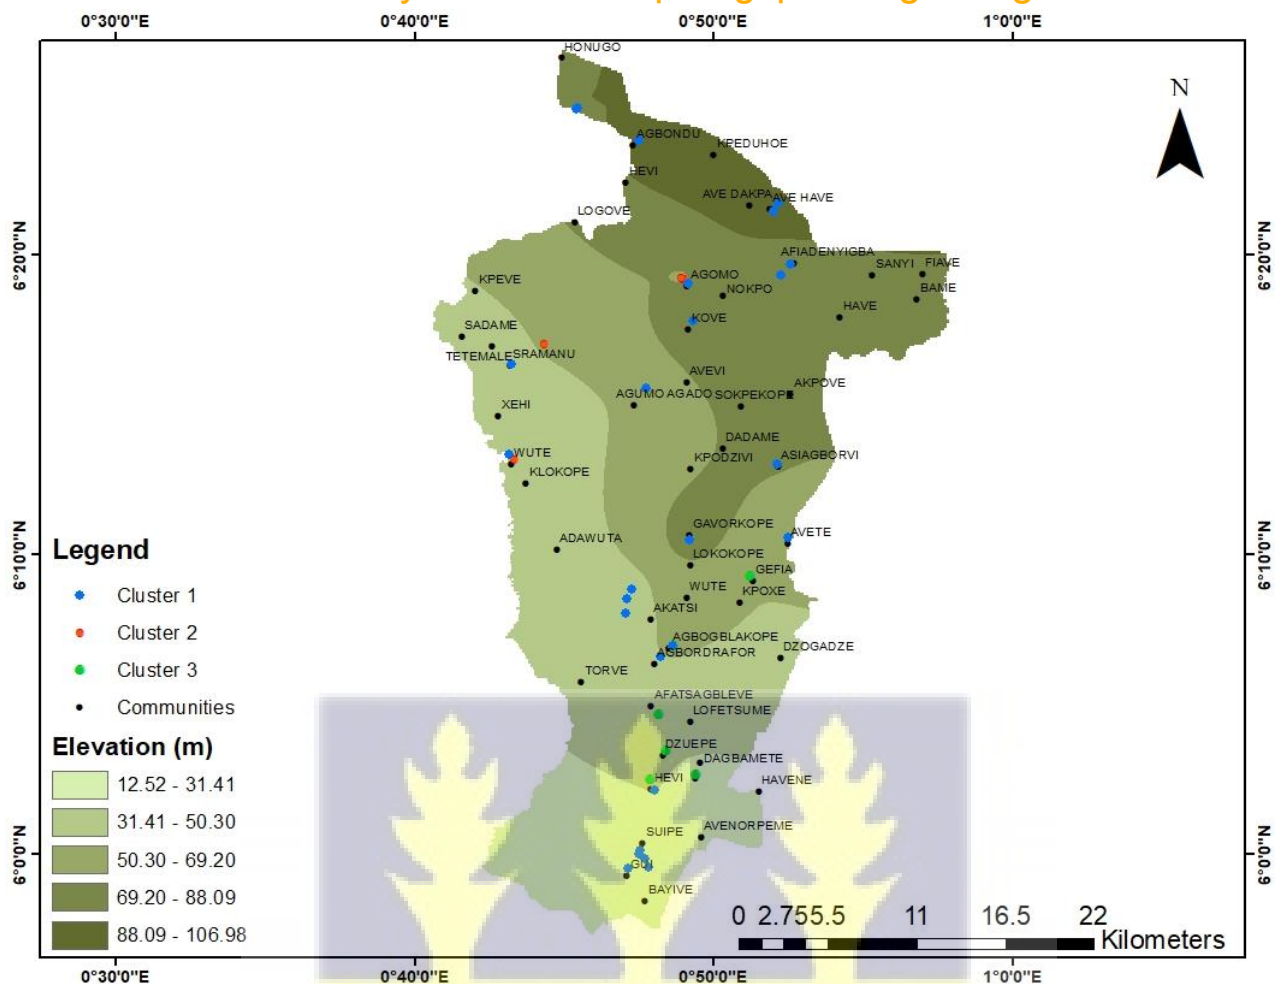 0°30'0"E 0°40'0"E 0°50'0"E 1°0'0"E
HONUGO
N
AGBONDU
KPEDUHOE
HEVI
AVE DAKPA
AVE HAVE
LOGOVE
6°20'0"N
AFIADENYIGBA
6°20'0"N
SANYI
FIAVE
AGOMO
KPEVE
NOKPO
BAME
HAVE
KOVE
SADAME
TETEMALE
SRAMANU
AVEVI
AKPOVE
AGUMO AGADO
SOKPEKOPE
XEHI
DADAME
WUTE
KPODZIVI
ASIAGBORVI
KLOKOPE
GAVORKOPE
AVETE
ADAWUTA
6°10'0"N
LOKOKOPE
6°10'0"N
GEFIA
WUTE
KPOXE
AKATSI
AGBOGBLAKOPE
AGBORDRAFOR
DZOGADZE
TORVE
AFATSAGBLEVE
LOFETSUME
DZUEPE
DAGBAMETE
HEVI
HAVENE
SUIPE
AVENORPEME
6°0'0"N
GUI
6°0'0"N
BAYIVE
Legend
Cluster 1
Cluster 2
Cluster 3
Communities
Elevation (m)
12.52 - 31.41
31.41 - 50.30
50.30 - 69.20
69.20 - 88.09
88.09 - 106.98
0 2.75 5.5 11 16.5 22
Kilometers
0°30'0"E 0°40'0"E 0°50'0"E 1°0'0"E